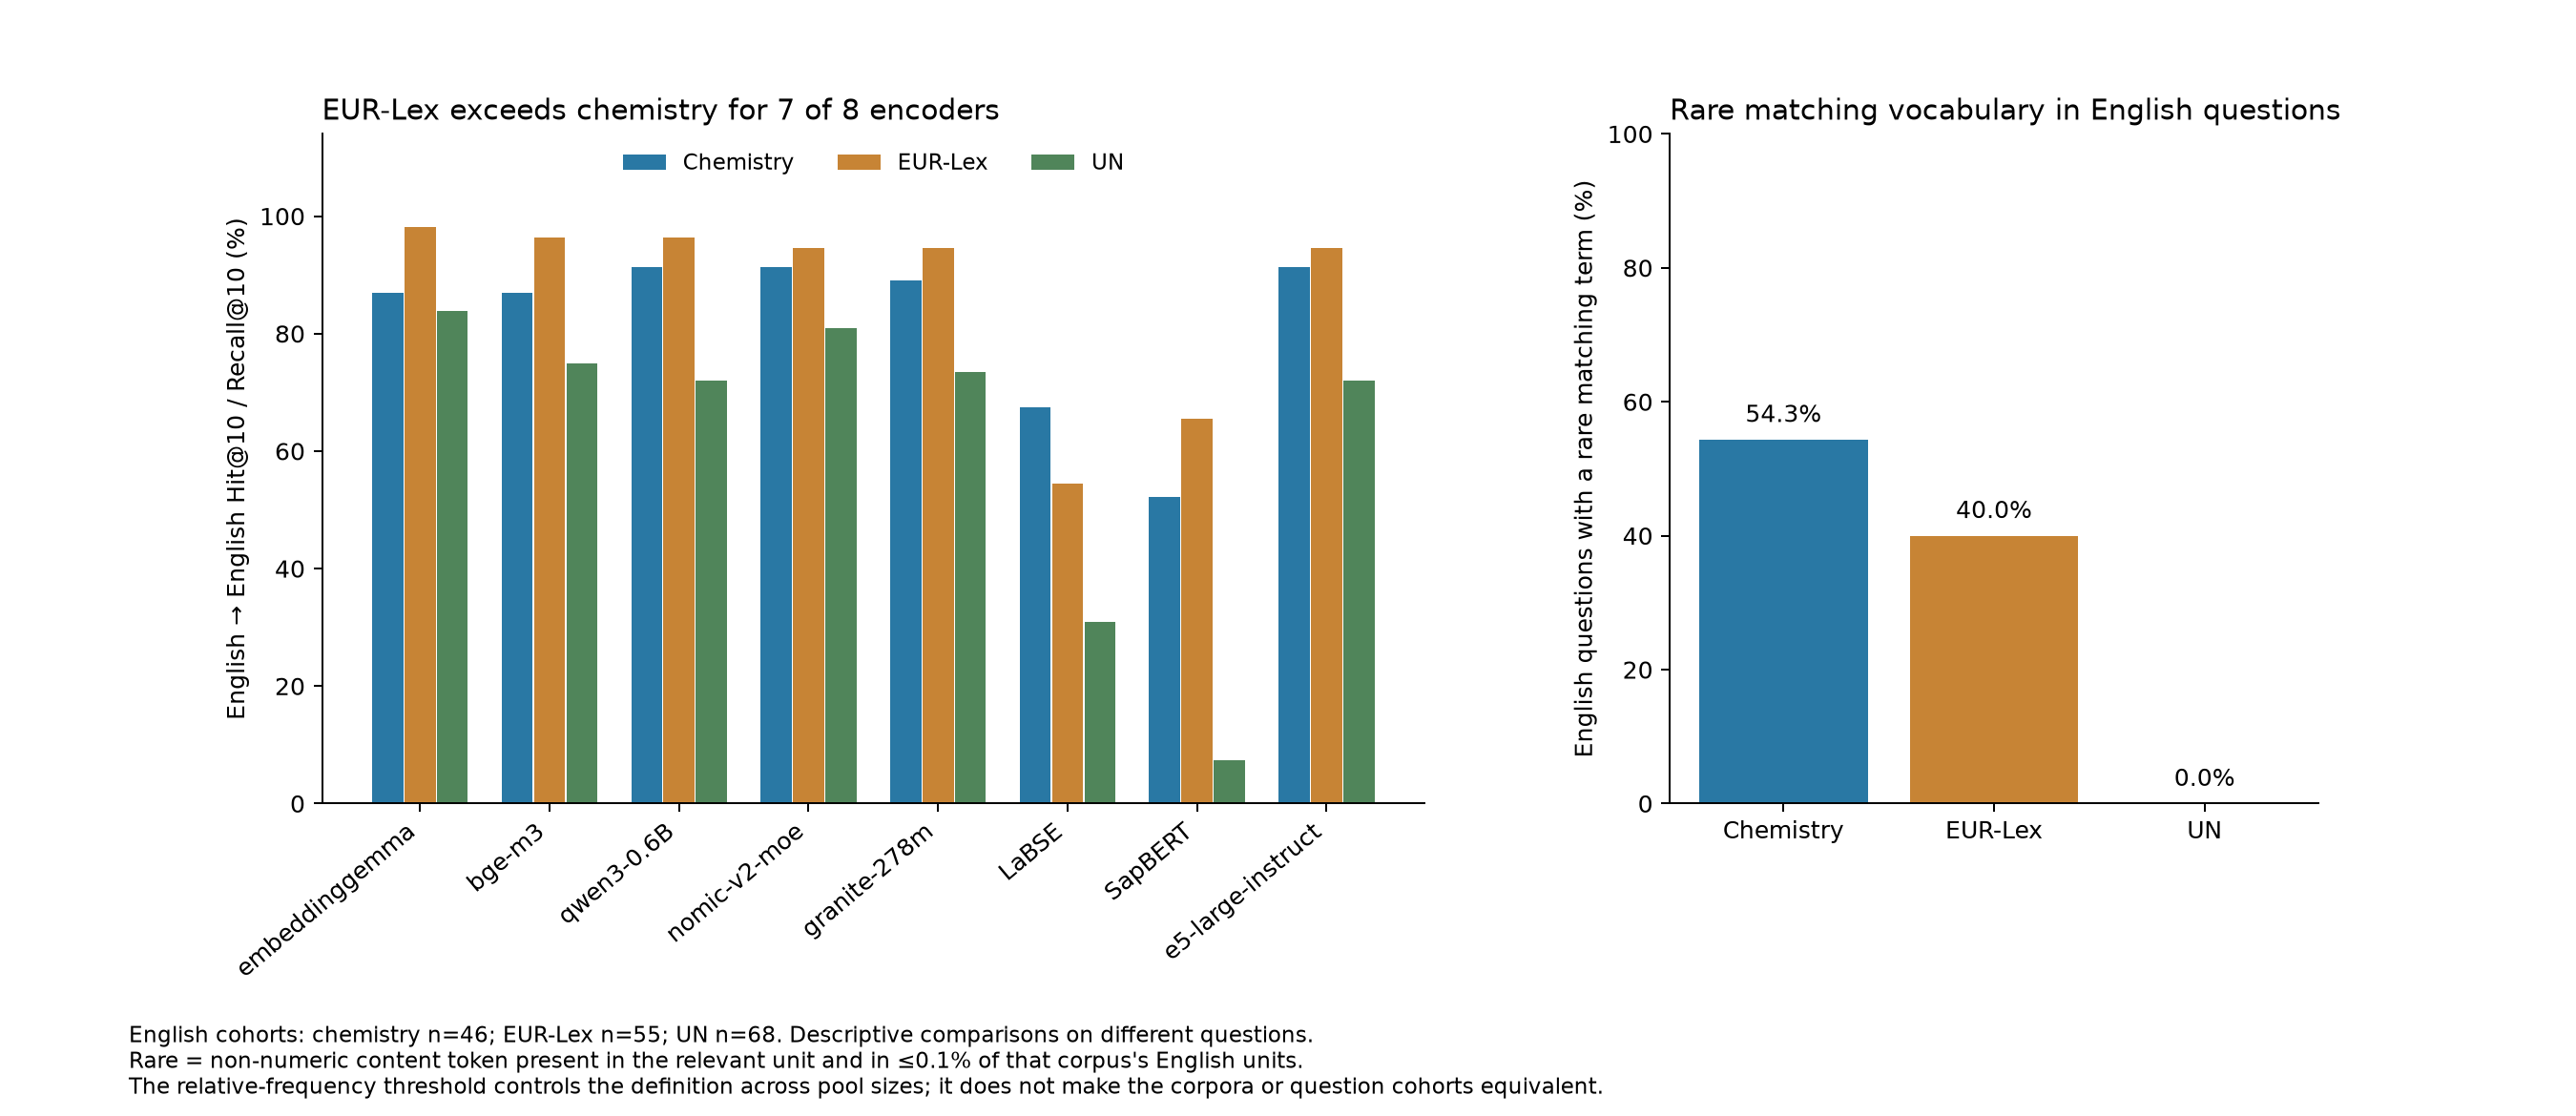 EUR-Lex exceeds chemistry for 7 of 8 encoders
Chemistry
EUR-Lex
UN
English → English Hit@10 / Recall@10 (%)
100
80
60
40
20
0
embeddinggemma
bge-m3
qwen3-0.6B
nomic-v2-moe
granite-278m
LaBSE
SapBERT
e5-large-instruct
Rare matching vocabulary in English questions
English questions with a rare matching term (%)
100
80
60
40
20
0
54.3%
40.0%
0.0%
Chemistry
EUR-Lex
UN
English cohorts: chemistry n=46; EUR-Lex n=55; UN n=68. Descriptive comparisons on different questions.
Rare = non-numeric content token present in the relevant unit and in ≤0.1% of that corpus's English units.
The relative-frequency threshold controls the definition across pool sizes; it does not make the corpora or question cohorts equivalent.